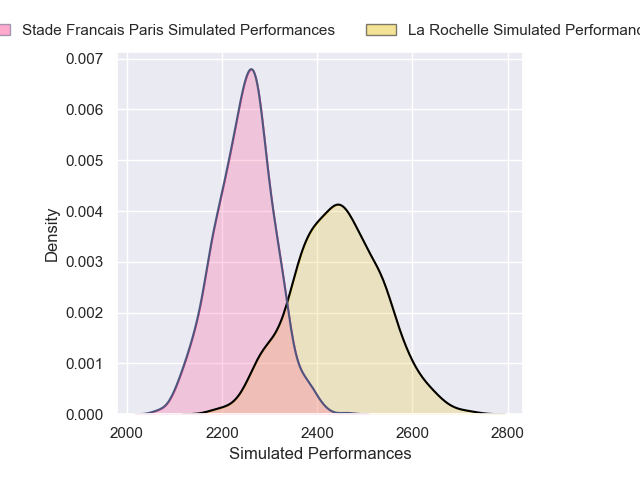 Stade Francais Paris Simulated Performances
La Rochelle Simulated
0.007
0.006
0.005
0.004
0.003
0.002
0.001
0.000
Density
2000 2200 2400 2600 2800
Simulated Performances